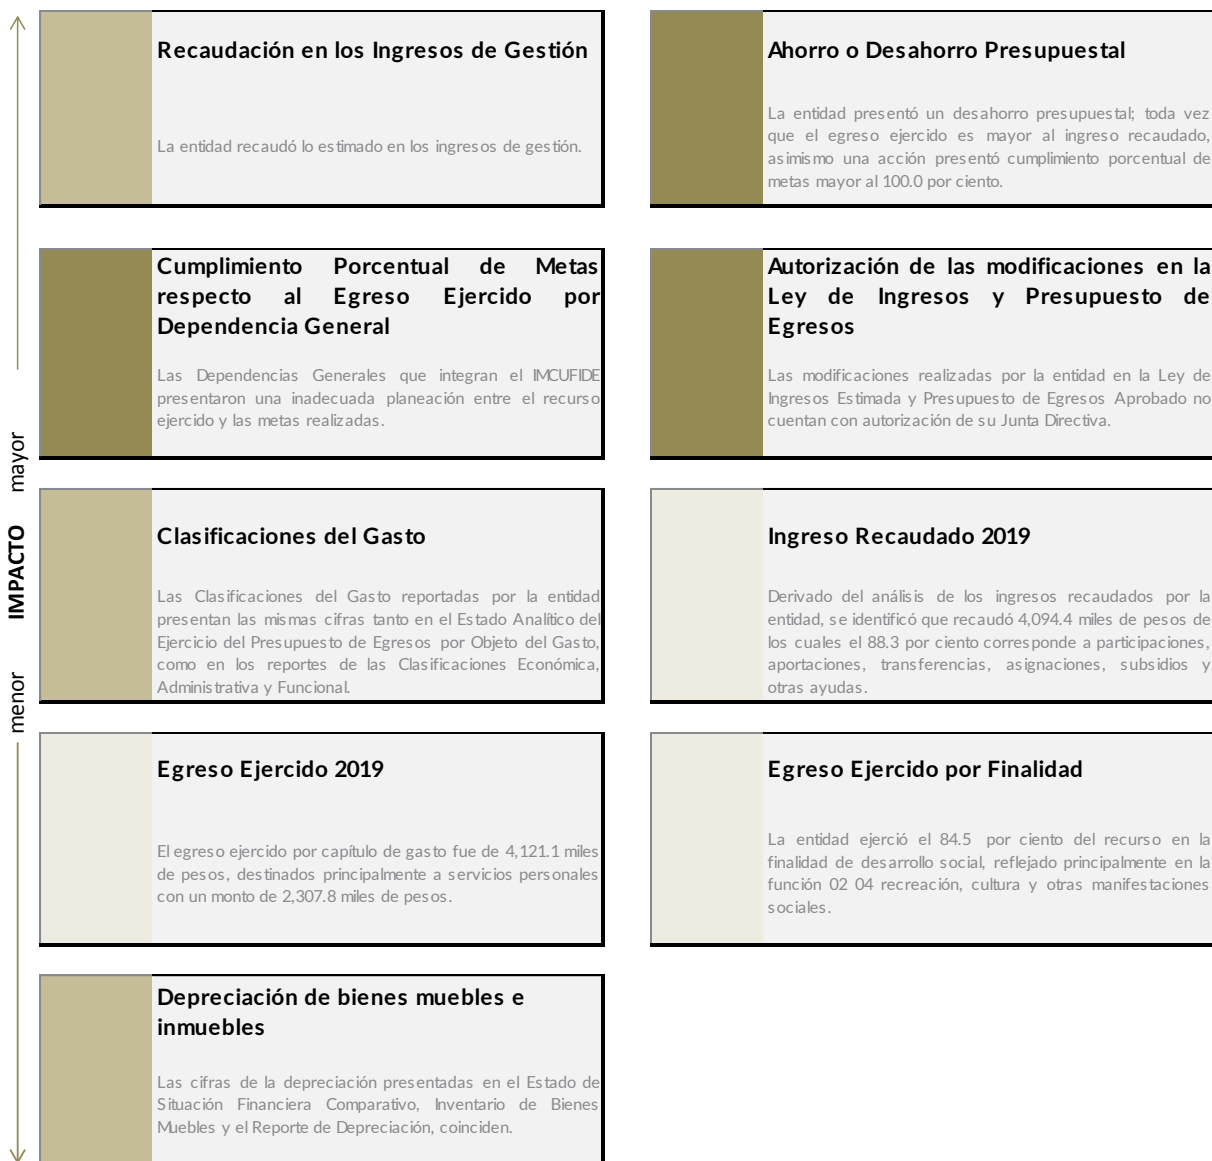 Recaudación en los Ingresos de Gestión
La entidad recaudó lo estimado en los ingresos de gestión.
Ahorro o Desahorro Presupuestal
La entidad presentó un desahorro presupuestal; toda vez
que el egreso ejercido es mayor al ingreso recaudado,
asimismo una acción presentó cumplimiento porcentual de
metas mayor al 100.0 por ciento.
Cumplimiento Porcentual de Metas
respecto al Egreso Ejercido por
Dependencia General
Las Dependencias Generales que integran el IMCUFIDE
presentaron una inadecuada planeación entre el recurso
ejercido y las metas realizadas.
Autorización de las modificaciones en la
Ley de Ingresos y Presupuesto de
Egresos
Las modificaciones realizadas por la entidad en la Ley de
Ingresos Estimada y Presupuesto de Egresos Aprobado no
cuentan con autorización de su Junta Directiva.
menor IMPACTO mayor
Clasificaciones del Gasto
Las Clasificaciones del Gasto reportadas por la entidad
presentan las mismas cifras tanto en el Estado Analítico del
Ejercicio del Presupuesto de Egresos por Objeto del Gasto,
como en los reportes de las Clasificaciones Económica,
Administrativa y Funcional.
Ingreso Recaudado 2019
Derivado del análisis de los ingresos recaudados por la
entidad, se identificó que recaudó 4,094.4 miles de pesos de
los cuales el 88.3 por ciento corresponde a participaciones,
aportaciones, transferencias, asignaciones, subsidios y
otras ayudas.
Egreso Ejercido 2019
El egreso ejercido por capítulo de gasto fue de 4,121.1 miles
de pesos, destinados principalmente a servicios personales
con un monto de 2,307.8 miles de pesos.
Egreso Ejercido por Finalidad
La entidad ejerció el 84.5 por ciento del recurso en la
finalidad de desarrollo social, reflejado principalmente en la
función 02 04 recreación, cultura y otras manifestaciones
sociales.
Depreciación de bienes muebles e
inmuebles
Las cifras de la depreciación presentadas en el Estado de
Situación Financiera Comparativo, Inventario de Bienes
Muebles y el Reporte de Depreciación, coinciden.